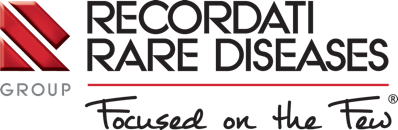 RECORDATI
RARE DISEASES
GROUP
Focused on the Few®